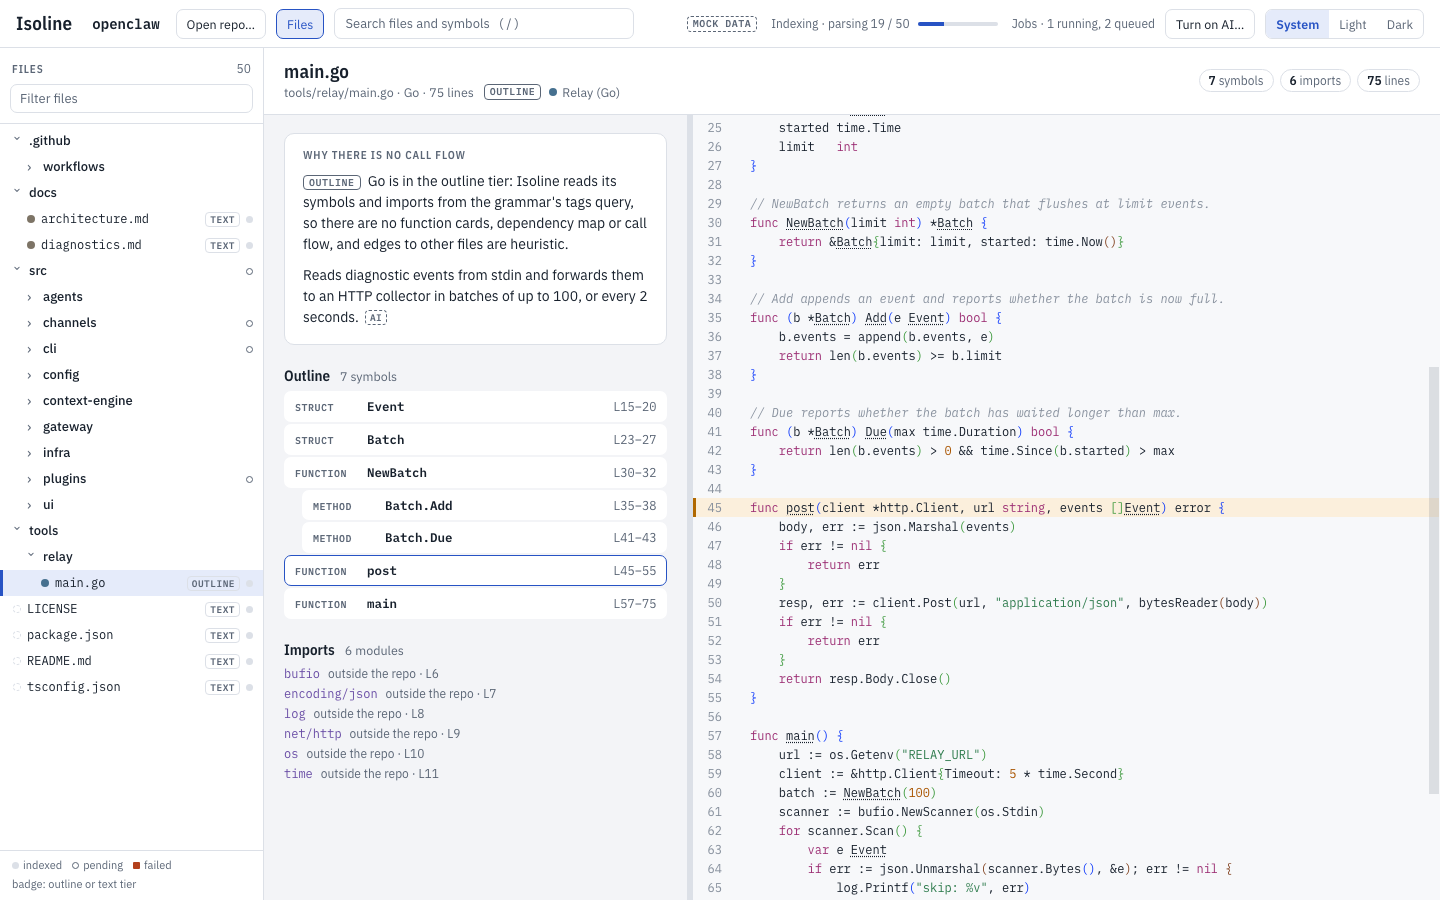 Isoline openclaw Open repo... Files Search files and symbols (/) MOCK DATA Indexing · parsing 19 / 50 Jobs · 1 running, 2 queued Turn on AI... System Light Dark
FILES 50
Filter files
.github
workflows
docs
architecture.md TEXT
diagnostics.md TEXT
src
agents
channels
cli
config
context-engine
gateway
infra
plugins
ui
tools
relay
main.go OUTLINE
LICENSE TEXT
package.json TEXT
README.md TEXT
tsconfig.json TEXT
indexed pending failed
badge: outline or text tier
main.go
tools/relay/main.go · Go · 75 lines OUTLINE Relay (Go)
7 symbols 6 imports 75 lines
WHY THERE IS NO CALL FLOW
OUTLINE Go is in the outline tier: Isoline reads its
symbols and imports from the grammar's tags query,
so there are no function cards, dependency map or call
flow, and edges to other files are heuristic.
Reads diagnostic events from stdin and forwards them
to an HTTP collector in batches of up to 100, or every 2
seconds. AI
Outline 7 symbols
STRUCT Event L15–20
STRUCT Batch L23–27
FUNCTION NewBatch L30–32
METHOD Batch.Add L35–38
METHOD Batch.Due L41–43
FUNCTION post L45–55
FUNCTION main L57–75
Imports 6 modules
bufio outside the repo · L6
encoding/json outside the repo · L7
log outside the repo · L8
net/http outside the repo · L9
os outside the repo · L10
time outside the repo · L11
25 started time.Time
26 limit int
27 }
28
29 // NewBatch returns an empty batch that flushes at limit events.
30 func NewBatch(limit int) *Batch {
31 return &Batch{limit: limit, started: time.Now()}
32 }
33
34 // Add appends an event and reports whether the batch is now full.
35 func (b *Batch) Add(e Event) bool {
36 b.events = append(b.events, e)
37 return len(b.events) >= b.limit
38 }
39
40 // Due reports whether the batch has waited longer than max.
41 func (b *Batch) Due(max time.Duration) bool {
42 return len(b.events) > 0 && time.Since(b.started) > max
43 }
44
45 func post(client *http.Client, url string, events []Event) error {
46 body, err := json.Marshal(events)
47 if err != nil {
48 return err
49 }
50 resp, err := client.Post(url, "application/json", bytesReader(body))
51 if err != nil {
52 return err
53 }
54 return resp.Body.Close()
55 }
56
57 func main() {
58 url := os.Getenv("RELAY_URL")
59 client := &http.Client{Timeout: 5 * time.Second}
60 batch := NewBatch(100)
61 scanner := bufio.NewScanner(os.Stdin)
62 for scanner.Scan() {
63 var e Event
64 if err := json.Unmarshal(scanner.Bytes(), &e); err != nil {
65 log.Printf("skip: %v", err)